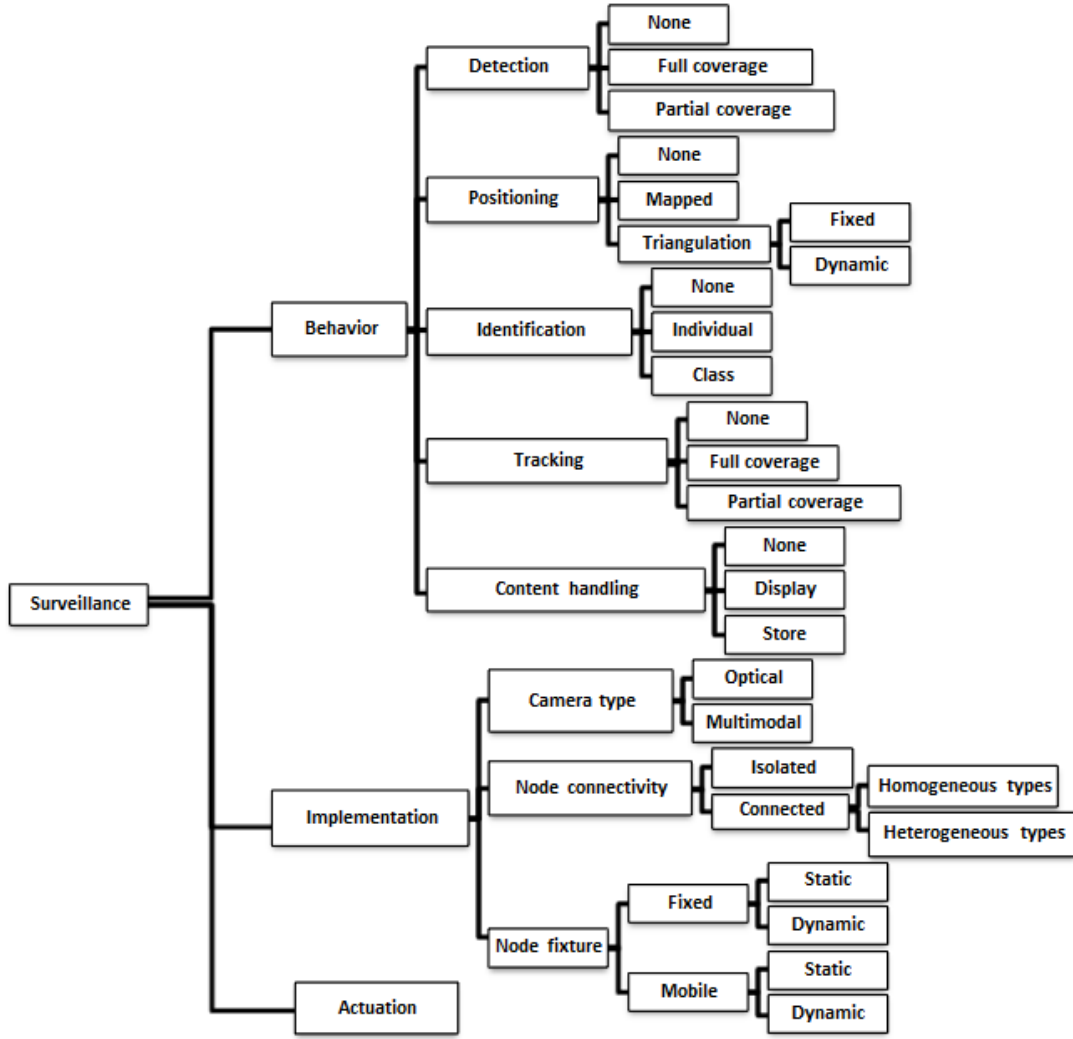 None
Detection
Full coverage
Partial coverage
None
Positioning
Mapped
Triangulation
Fixed
Dynamic
None
Behavior
Identification
Individual
Class
None
Tracking
Full coverage
Partial coverage
None
Content handling
Display
Store
Surveillance
Optical
Camera type
Multimodal
Isolated
Node connectivity
Connected
Homogeneous types
Heterogeneous types
Implementation
Static
Fixed
Dynamic
Node fixture
Static
Mobile
Dynamic
Actuation